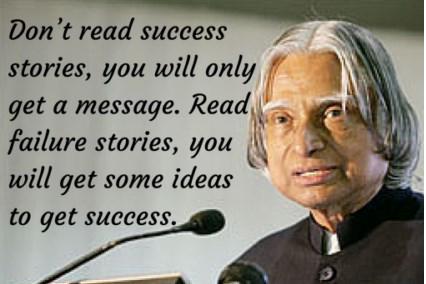 Don't read success
stories, you will only
get a message. Read
failure stories, you
will get some ideas
to get success.